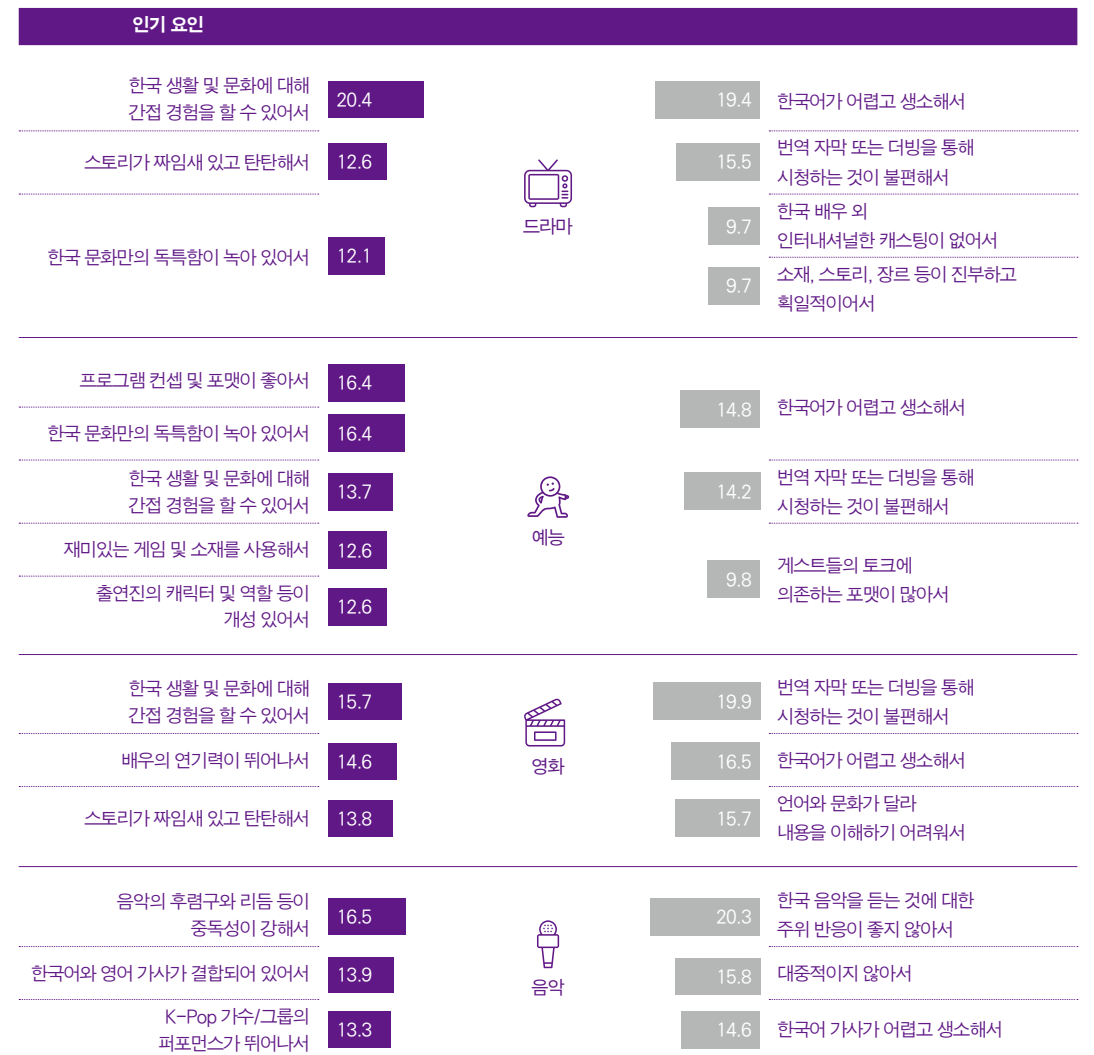 인기 요인
한국 생활 및 문화에 대해
간접 경험을 할 수 있어서
20.4
스토리가 짜임새 있고 탄탄해서
12.6
한국 문화만의 독특함이 녹아 있어서
12.1
드라마
19.4
한국어가 어렵고 생소해서
15.5
번역 자막 또는 더빙을 통해
시청하는 것이 불편해서
9.7
한국 배우 외
인터내셔널한 캐스팅이 없어서
9.7
소재, 스토리, 장르 등이 진부하고
획일적이어서
프로그램 컨셉 및 포맷이 좋아서
16.4
한국 문화만의 독특함이 녹아 있어서
16.4
한국 생활 및 문화에 대해
간접 경험을 할 수 있어서
13.7
재미있는 게임 및 소재를 사용해서
12.6
출연진의 캐릭터 및 역할 등이
개성 있어서
12.6
예능
14.8
한국어가 어렵고 생소해서
14.2
번역 자막 또는 더빙을 통해
시청하는 것이 불편해서
9.8
게스트들의 토크에
의존하는 포맷이 많아서
한국 생활 및 문화에 대해
간접 경험을 할 수 있어서
15.7
배우의 연기력이 뛰어나서
14.6
스토리가 짜임새 있고 탄탄해서
13.8
영화
19.9
번역 자막 또는 더빙을 통해
시청하는 것이 불편해서
16.5
한국어가 어렵고 생소해서
15.7
언어와 문화가 달라
내용을 이해하기 어려워서
음악의 후렴구와 리듬 등이
중독성이 강해서
16.5
한국어와 영어 가사가 결합되어 있어서
13.9
K-Pop 가수/그룹의
퍼포먼스가 뛰어나서
13.3
음악
20.3
한국 음악을 듣는 것에 대한
주위 반응이 좋지 않아서
15.8
대중적이지 않아서
14.6
한국어 가사가 어렵고 생소해서